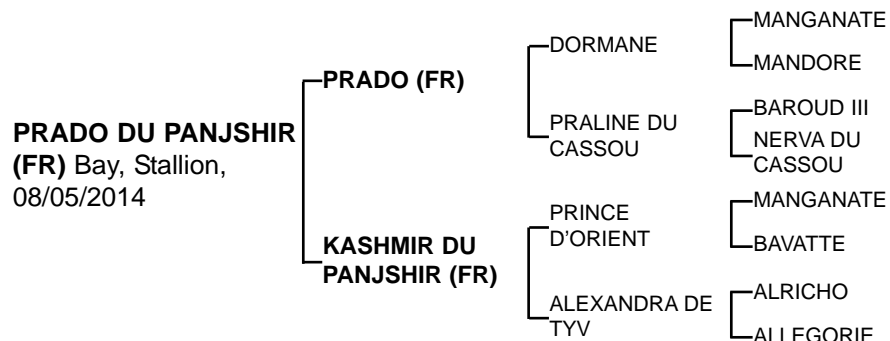 PRADO DU PANJSHIR
(FR) Bay, Stallion,
08/05/2014
PRADO (FR)
KASHMIR DU
PANJSHIR (FR)
DORMANE
PRALINE DU
CASSOU
PRINCE
D'ORIENT
ALEXANDRA DE
TYV
MANGANATE
MANDORE
BAROUD III
NERVA DU
CASSOU
MANGANATE
BAVATTE
ALRICHO
ALLEGORIE